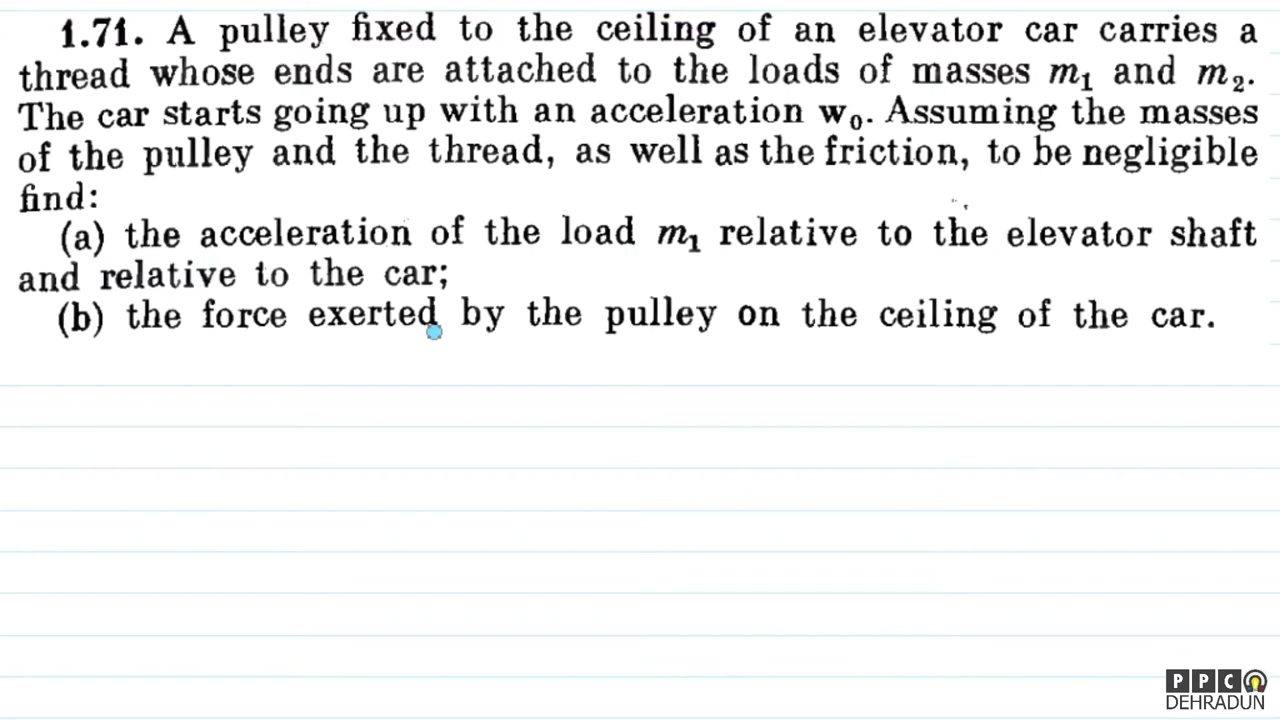 1.71. A pulley fixed to the ceiling of an elevator car carries a
thread whose ends are attached to the loads of masses m₁ and m₂.
The car starts going up with an acceleration w₀. Assuming the masses
of the pulley and the thread, as well as the friction, to be negligible
find:
(a) the acceleration of the load m₁ relative to the elevator shaft
and relative to the car;
(b) the force exerted by the pulley on the ceiling of the car.
PPC
DEHRADUN